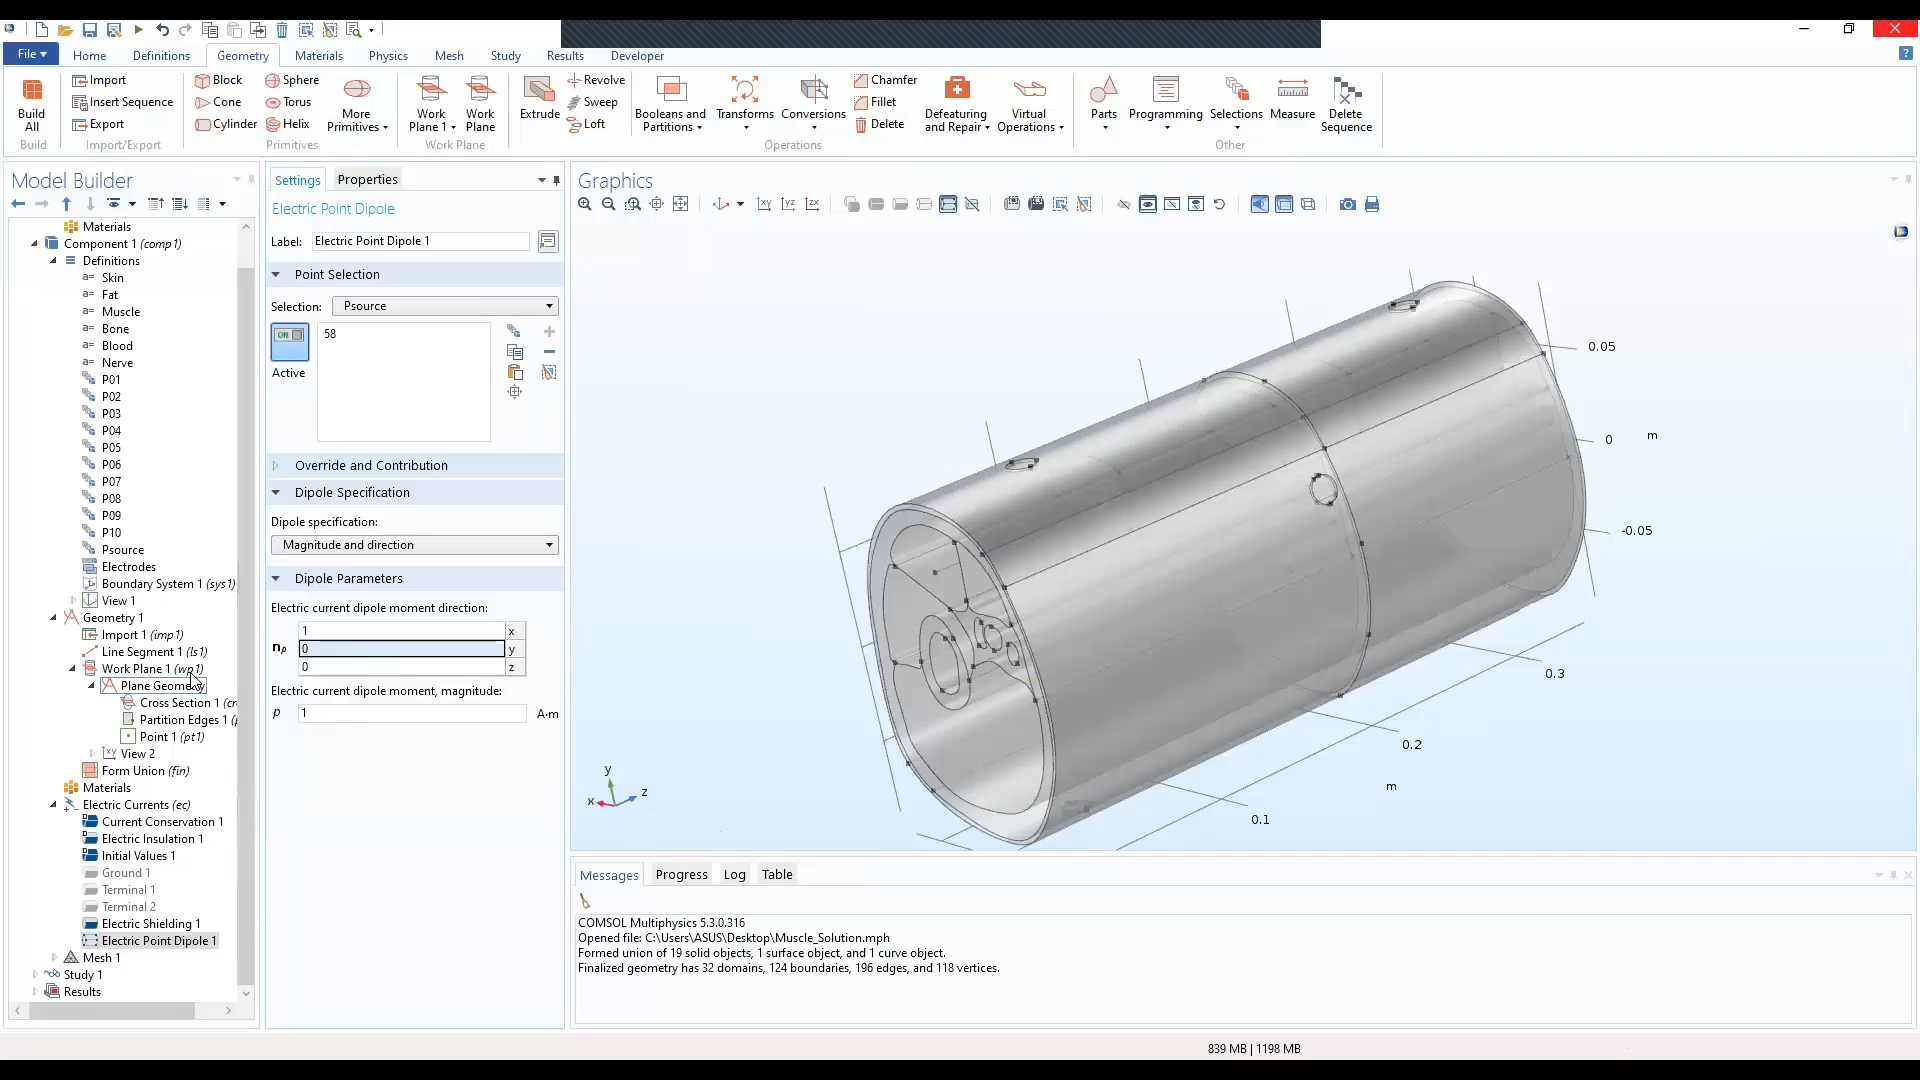 File
Home
Definitions
Geometry
Materials
Physics
Mesh
Study
Results
Developer
Build All
Build
Import
Insert Sequence
Export
Import/Export
Block
Cone
Cylinder
Sphere
Torus
Helix
More Primitives
Primitives
Work Plane 1
Work Plane
Work Plane
Extrude
Revolve
Sweep
Loft
Booleans and Partitions
Transforms
Conversions
Chamfer
Fillet
Delete
Defeaturing and Repair
Virtual Operations
Operations
Parts
Programming
Selections
Measure
Delete Sequence
Other
Model Builder
Materials
Component 1 (comp1)
Definitions
a= Skin
a= Fat
a= Muscle
a= Bone
a= Blood
a= Nerve
P01
P02
P03
P04
P05
P06
P07
P08
P09
P10
Psource
Electrodes
Boundary System 1 (sys1)
View 1
Geometry 1
Import 1 (imp1)
Line Segment 1 (ls1)
Work Plane 1 (wp1)
Plane Geometry
Cross Section 1 (cr
Partition Edges 1 (p
Point 1 (pt1)
View 2
Form Union (fin)
Materials
Electric Currents (ec)
Current Conservation 1
Electric Insulation 1
Initial Values 1
Ground 1
Terminal 1
Terminal 2
Electric Shielding 1
Electric Point Dipole 1
Mesh 1
Study 1
Results
Settings
Properties
Electric Point Dipole
Label: Electric Point Dipole 1
Point Selection
Selection: Psource
ON
Active
58
Override and Contribution
Dipole Specification
Dipole specification:
Magnitude and direction
Dipole Parameters
Electric current dipole moment direction:
1 x
np 0 y
0 z
Electric current dipole moment, magnitude:
p 1 A·m
Graphics
xy
yz
zx
0.05
0 m
-0.05
0.3
0.2
m
0.1
y
x
z
Messages
Progress
Log
Table
COMSOL Multiphysics 5.3.0.316
Opened file: C:\Users\ASUS\Desktop\Muscle_Solution.mph
Formed union of 19 solid objects, 1 surface object, and 1 curve object.
Finalized geometry has 32 domains, 124 boundaries, 196 edges, and 118 vertices.
839 MB | 1198 MB